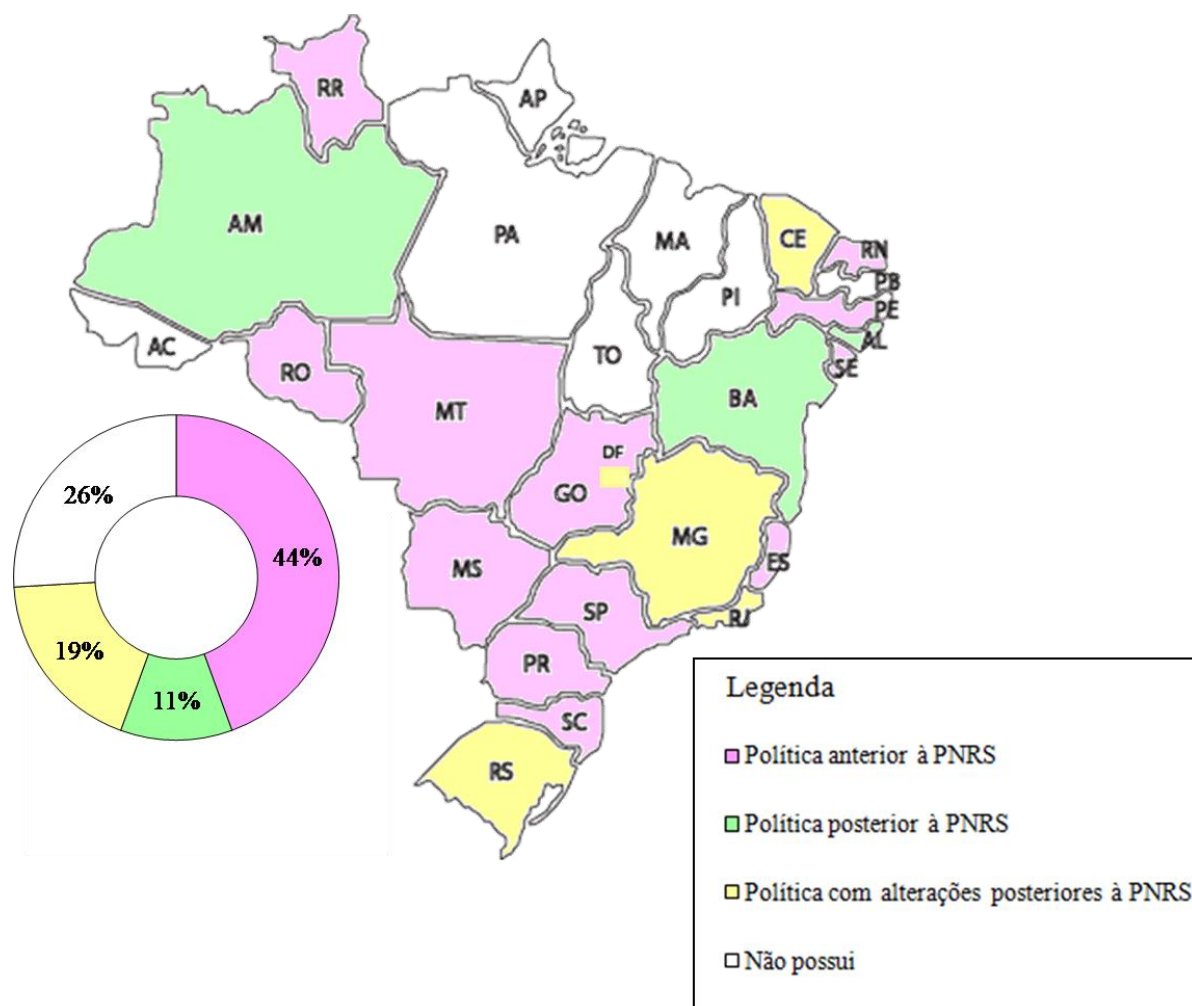 RR
AP
AM
PA
MA
CE
RN
PB
PI
PE
AL
AC
TO
SE
RO
BA
MT
DF
GO
MG
ES
MS
SP
RJ
PR
SC
RS
26%
44%
19%
11%
Legenda
Política anterior à PNRS
Política posterior à PNRS
Política com alterações posteriores à PNRS
Não possui